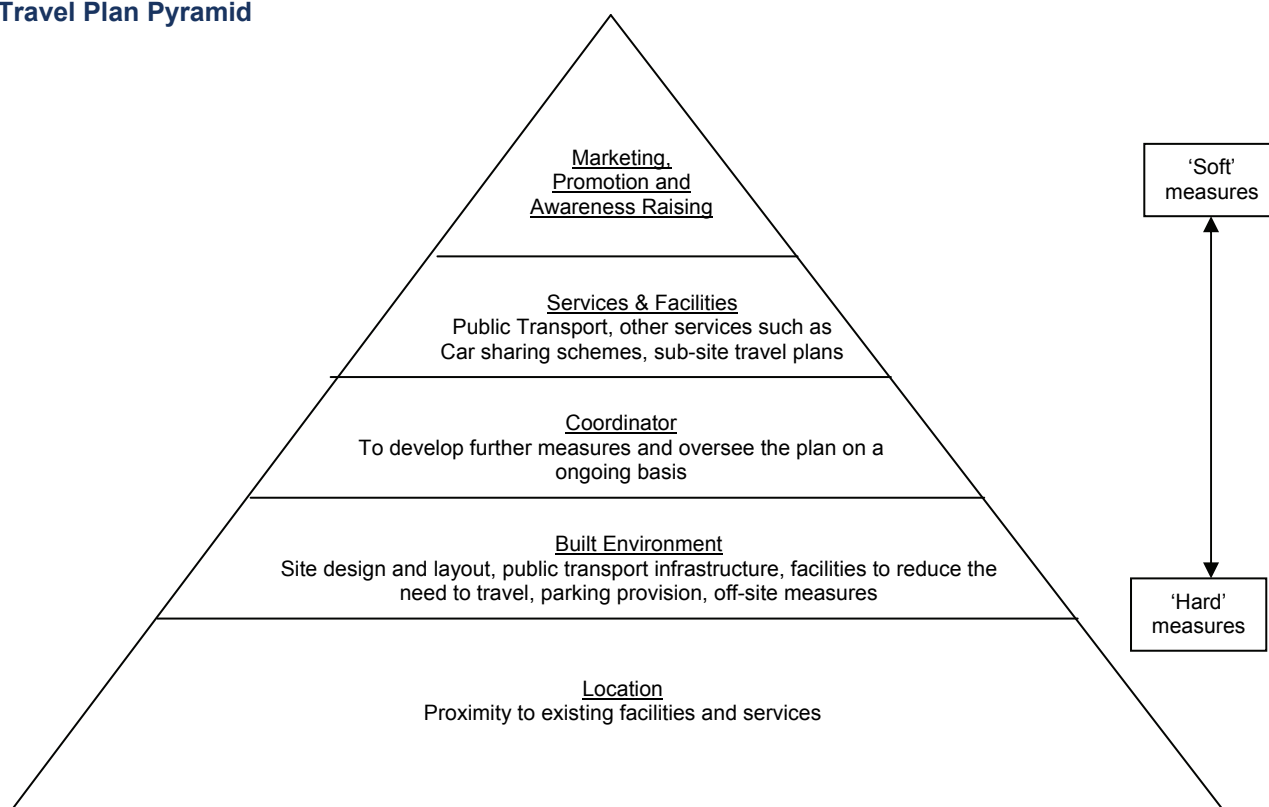 Travel Plan Pyramid
Marketing,
Promotion and
Awareness Raising
Services & Facilities
Public Transport, other services such as
Car sharing schemes, sub-site travel plans
Coordinator
To develop further measures and oversee the plan on a
ongoing basis
Built Environment
Site design and layout, public transport infrastructure, facilities to reduce the
need to travel, parking provision, off-site measures
Location
Proximity to existing facilities and services
‘Soft’
measures
‘Hard’
measures